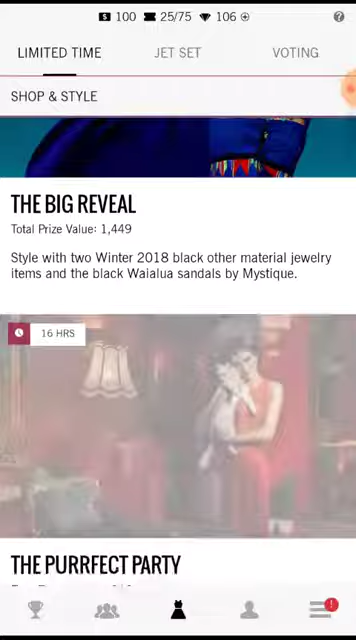 $ 100 25/75 106
?
LIMITED TIME JET SET VOTING
SHOP & STYLE
THE BIG REVEAL
Total Prize Value: 1,449
Style with two Winter 2018 black other material jewelry
items and the black Waialua sandals by Mystique.
16 HRS
THE PURRFECT PARTY
!